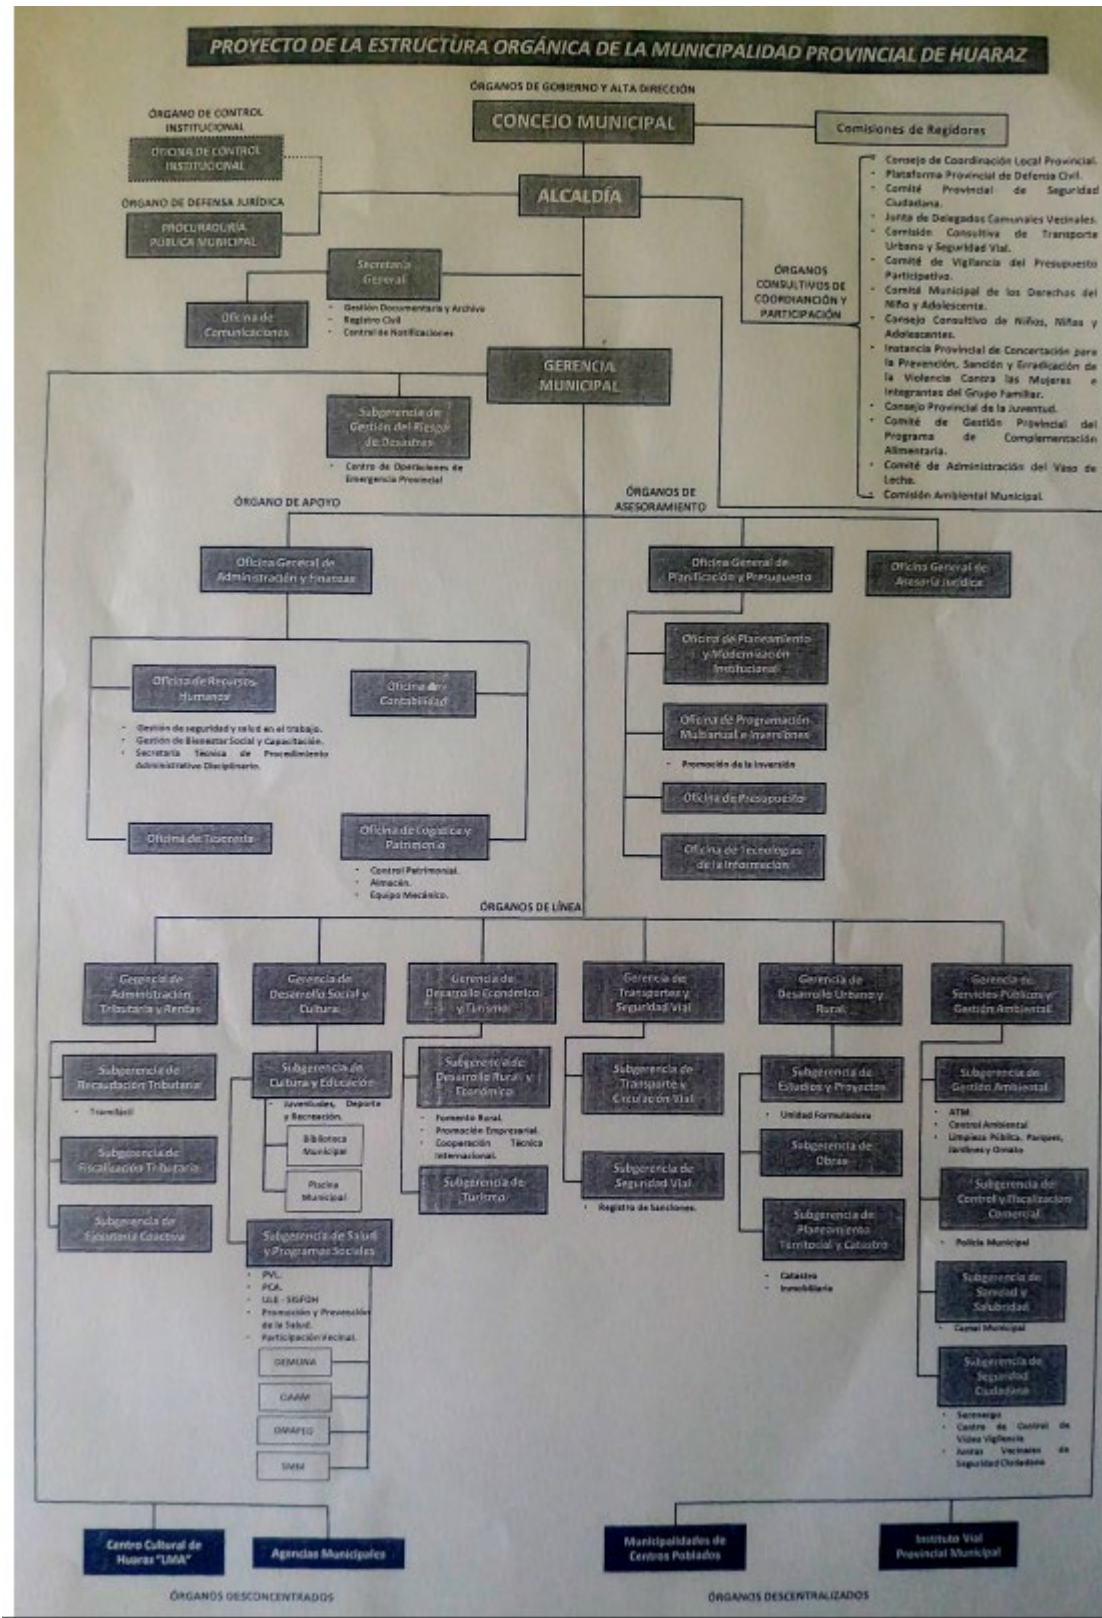 PROYECTO DE LA ESTRUCTURA ORGÁNICA DE LA MUNICIPALIDAD PROVINCIAL DE HUARAZ
ÓRGANOS DE GOBIERNO Y ALTA DIRECCIÓN
CONCEJO MUNICIPAL
Comisiones de Regidores
ÓRGANO DE CONTROL
INSTITUCIONAL
OFICINA DE CONTROL
INSTITUCIONAL
ALCALDÍA
ÓRGANO DE DEFENSA JURÍDICA
PROCURADURÍA
PÚBLICA MUNICIPAL
ÓRGANOS
CONSULTIVOS DE
COORDIANCIÓN Y
PARTICIPACIÓN
- Consejo de Coordinación Local Provincial.
- Plataforma Provincial de Defensa Civil.
- Comité Provincial de Seguridad
Ciudadana.
- Junta de Delegados Comunales Vecinales.
- Comisión Consultiva de Transporte
Urbano y Seguridad Vial.
- Comité de Vigilancia del Presupuesto
Participativo.
- Comité Municipal de los Derechos del
Niño y Adolescente.
- Consejo Consultivo de Niños, Niñas y
Adolescentes.
- Instancia Provincial de Concertación para
la Prevención, Sanción y Erradicación de
la Violencia Contra las Mujeres e
Integrantes del Grupo Familiar.
- Consejo Provincial de la Juventud.
- Comité de Gestión Provincial del
Programa de Complementación
Alimentaria.
- Comité de Administración del Vaso de
Leche.
- Comisión Ambiental Municipal.
Secretaría
General
- Gestión Documentaria y Archivo
- Registro Civil
- Control de Notificaciones
Oficina de
Comunicaciones
GERENCIA
MUNICIPAL
Subgerencia de
Gestión del Riesgo
de Desastres
- Centro de Operaciones de
Emergencia Provincial
ÓRGANO DE APOYO
ÓRGANOS DE
ASESORAMIENTO
Oficina General de
Administración y Finanzas
Oficina General de
Planificación y Presupuesto
Oficina General de
Asesoría Jurídica
Oficina de Recursos
Humanos
- Gestión de seguridad y salud en el trabajo.
- Gestión de Bienestar Social y Capacitación.
- Secretaría Técnica de Procedimiento
Administrativo Disciplinario.
Oficina de
Contabilidad
Oficina de Tesorería
Oficina de Logística y
Patrimonio
- Control Patrimonial.
- Almacén.
- Equipo Mecánico.
Oficina de Planeamiento
y Modernización
Institucional
Oficina de Programación
Multianual e Inversiones
- Promoción de la Inversión
Oficina de Presupuesto
Oficina de Tecnologías
de la Información
ÓRGANOS DE LÍNEA
Gerencia de
Administración
Tributaria y Rentas
Subgerencia de
Recaudación Tributaria
- Tramifácil
Subgerencia de
Fiscalización Tributaria
Subgerencia de
Ejecutoria Coactiva
Gerencia de
Desarrollo Social y
Cultura
Subgerencia de
Cultura y Educación
- Juventudes, Deporte
y Recreación.
Biblioteca
Municipal
Piscina
Municipal
Subgerencia de Salud
y Programas Sociales
- PVL.
- PCA.
- ULE - SISFOH
- Promoción y Prevención
de la Salud.
- Participación Vecinal.
DEMUNA
CIAAM
OMAPED
SMM
Gerencia de
Desarrollo Económico
y Turismo
Subgerencia de
Desarrollo Rural y
Económico
- Fomento Rural.
- Promoción Empresarial.
- Cooperación Técnica
Internacional.
Subgerencia de
Turismo
Gerencia de
Transportes y
Seguridad Vial
Subgerencia de
Transporte y
Circulación Vial
Subgerencia de
Seguridad Vial
- Registro de Sanciones.
Gerencia de
Desarrollo Urbano y
Rural
Subgerencia de
Estudios y Proyectos
- Unidad Formuladora
Subgerencia de
Obras
Subgerencia de
Planeamiento
Territorial y Catastro
- Catastro
- Inmobiliaria
Gerencia de
Servicios Públicos y
Gestión Ambiental
Subgerencia de
Gestión Ambiental
- ATM
- Control Ambiental
- Limpieza Pública, Parques,
Jardines y Ornato
Subgerencia de
Control y Fiscalización
Comercial
- Policía Municipal
Subgerencia de
Sanidad y
Salubridad
- Camal Municipal
Subgerencia de
Seguridad
Ciudadana
- Serenazgo
- Centro de Control de
Video Vigilancia
- Juntas Vecinales de
Seguridad Ciudadana
Centro Cultural de
Huaras "LMA"
Agencias Municipales
Municipalidades de
Centros Poblados
Instituto Vial
Provincial Municipal
ÓRGANOS DESCONCENTRADOS
ÓRGANOS DESCENTRALIZADOS